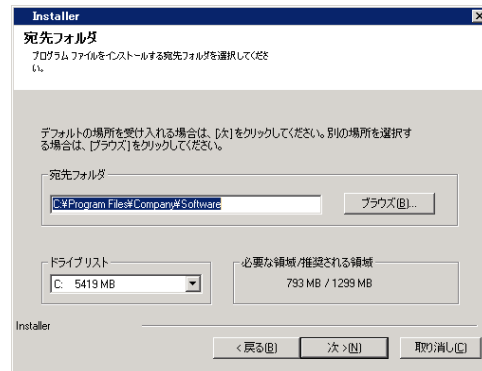 Installer
宛先フォルダ
プログラム ファイルをインストールする宛先フォルダを選択してくださ
い。
デフォルトの場所を受け入れる場合は、[次]をクリックしてください。別の場所を選択す
る場合は、[ブラウズ]をクリックしてください。
宛先フォルダ
C:¥Program Files¥Company¥Software
ブラウズ(B)...
ドライブ リスト
C: 5419 MB
必要な領域/推奨される領域
793 MB / 1299 MB
Installer
< 戻る(B)
次 >(N)
取り消し(C)